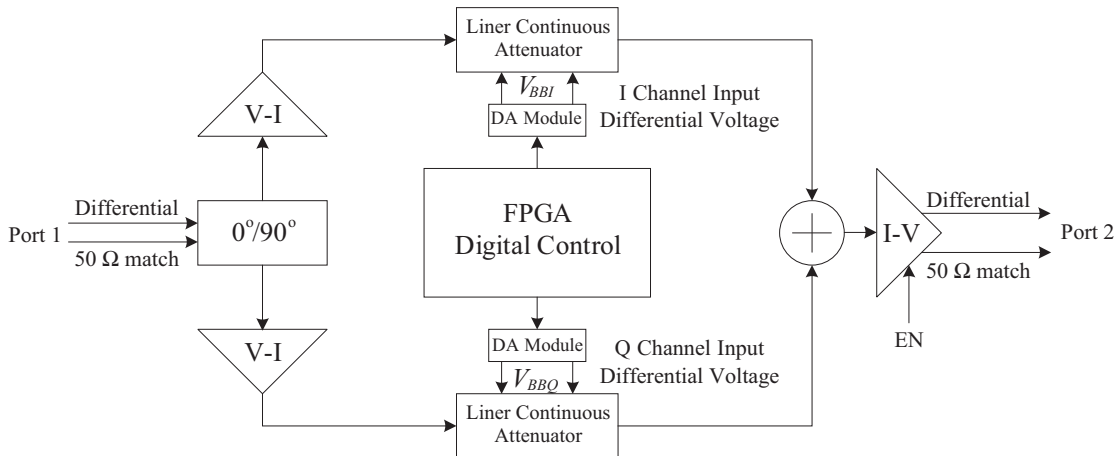 Liner Continuous
Attenuator
V_BBI
I Channel Input
Differential Voltage
DA Module
V-I
Differential
Port 1
50 Ω match
0°/90°
FPGA
Digital Control
I-V
Differential
50 Ω match
Port 2
EN
V-I
DA Module
Q Channel Input
Differential Voltage
V_BBQ
Liner Continuous
Attenuator